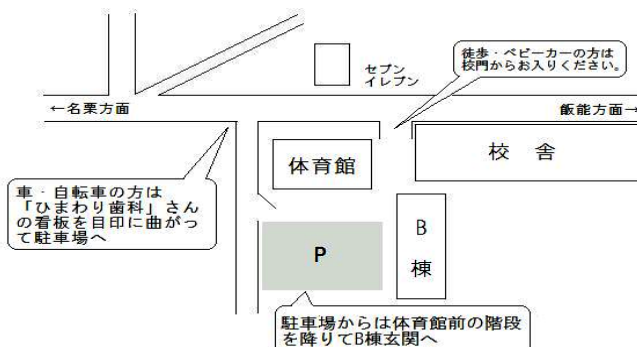 セブン
イレブン
徒歩・ベビーカーの方は
校門からお入りください。
←名栗方面
飯能方面→
体育館
校 舎
車・自転車の方は
「ひまわり歯科」さん
の看板を目印に曲がっ
て駐車場へ
P
B
棟
駐車場からは体育館前の階段
を降りてB棟玄関へ